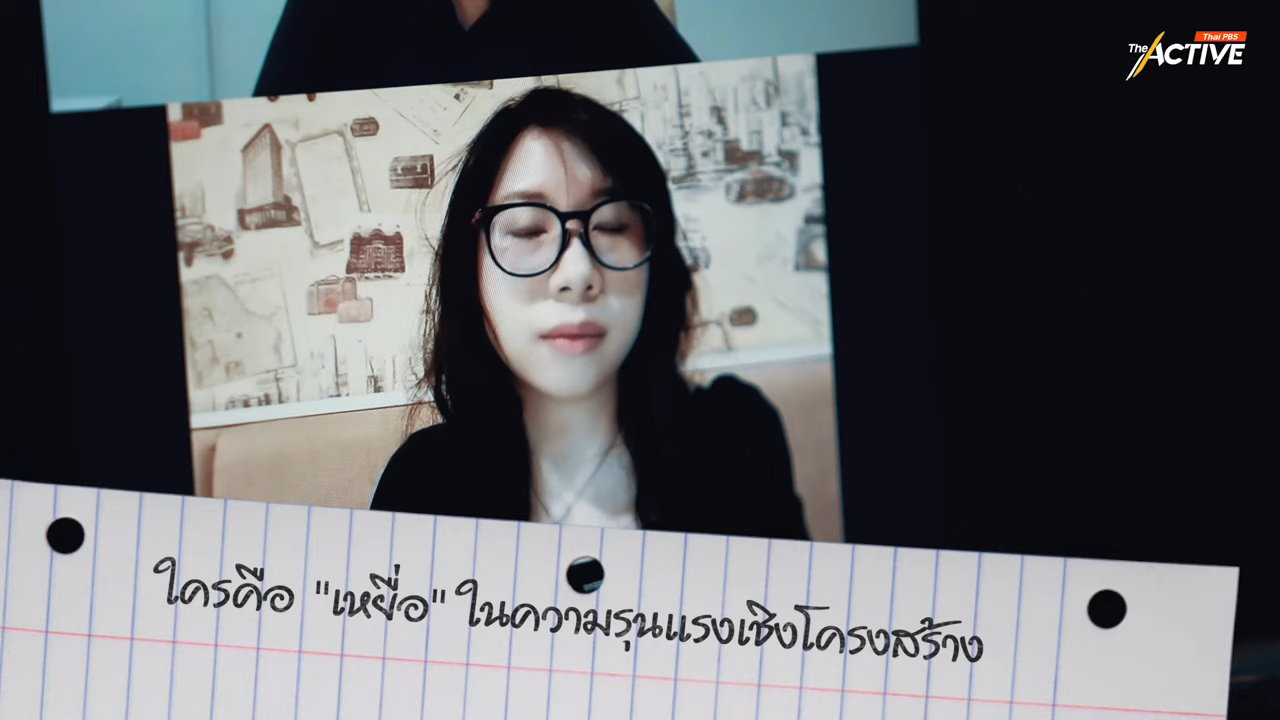 Thai PBS
The ACTIVE
ใครคือ "เหยื่อ" ในความรุนแรงเชิงโครงสร้าง